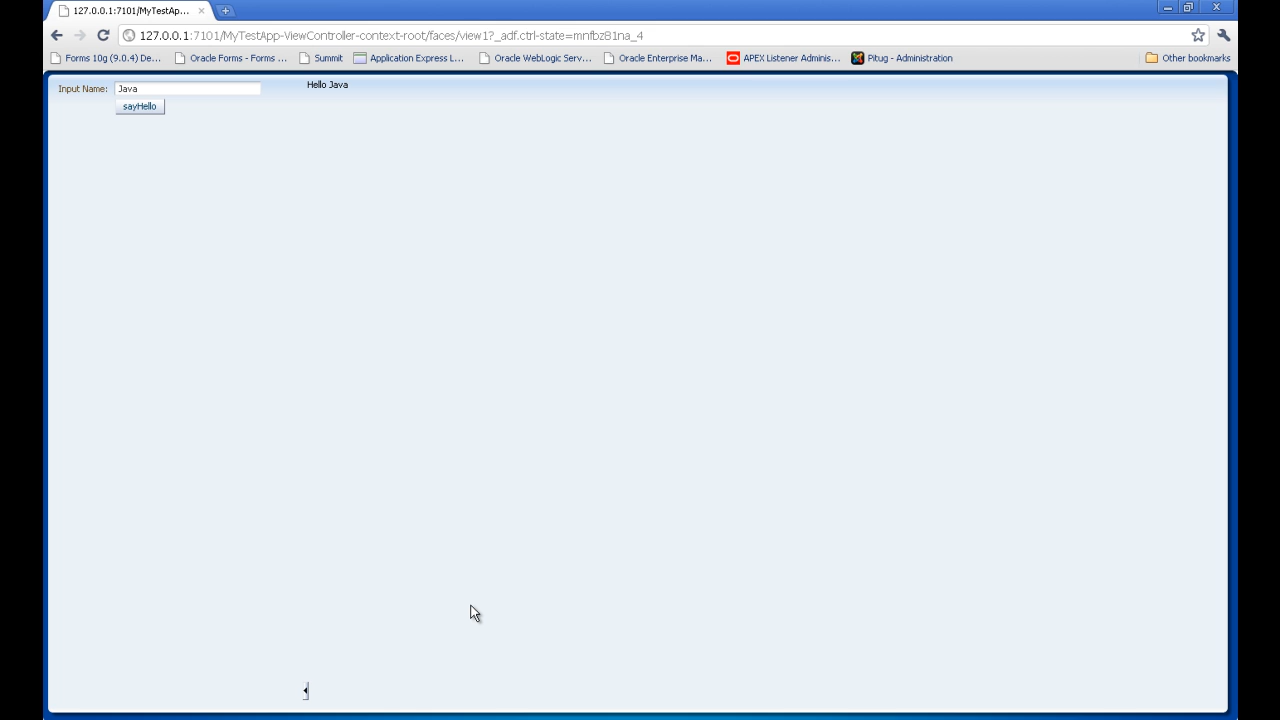 127.0.0.1:7101/MyTestAp...
127.0.0.1:7101/MyTestApp-ViewController-context-root/faces/view1?_adf.ctrl-state=mnfbz81na_4
Forms 10g (9.0.4) De... Oracle Forms - Forms ... Summit Application Express L... Oracle WebLogic Serv... Oracle Enterprise Ma... APEX Listener Adminis... Pitug - Administration Other bookmarks
Input Name: Java Hello Java
sayHello